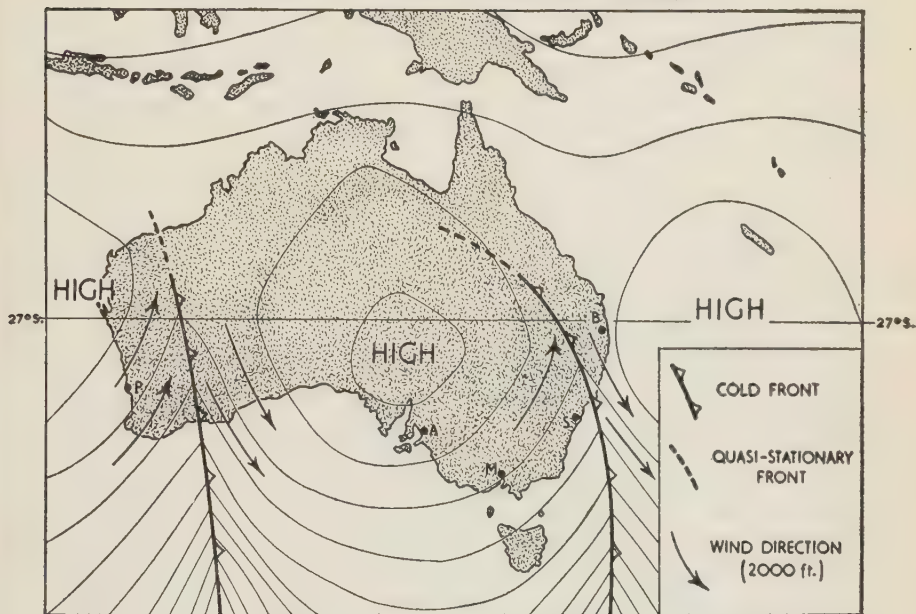 HIGH
27°S.
HIGH
HIGH
27°S.
B
P
A
M
COLD FRONT
QUASI-STATIONARY
FRONT
WIND DIRECTION
(2000 ft.)